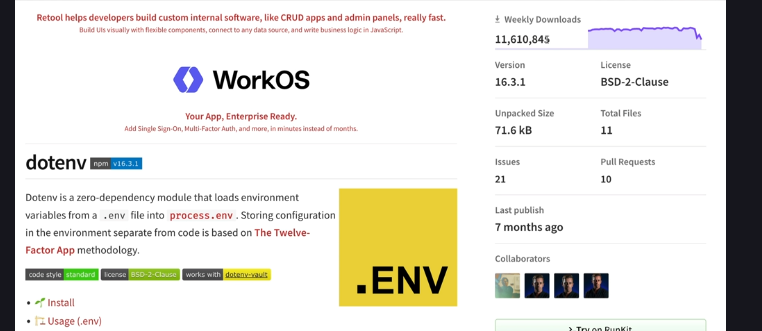 Retool helps developers build custom internal software, like CRUD apps and admin panels, really fast.
Build UIs visually with flexible components, connect to any data source, and write business logic in JavaScript.
WorkOS
Your App, Enterprise Ready.
Add Single Sign-On, Multi-Factor Auth, and more, in minutes instead of months.
dotenv npm v16.3.1
Dotenv is a zero-dependency module that loads environment
variables from a .env file into process.env. Storing configuration
in the environment separate from code is based on The Twelve-
Factor App methodology.
.ENV
code style standard license BSD-2-Clause works with dotenv-vault
• Install
• Usage (.env)
Weekly Downloads
11,610,845
Version License
16.3.1 BSD-2-Clause
Unpacked Size Total Files
71.6 kB 11
Issues Pull Requests
21 10
Last publish
7 months ago
Collaborators
Try on RunKit